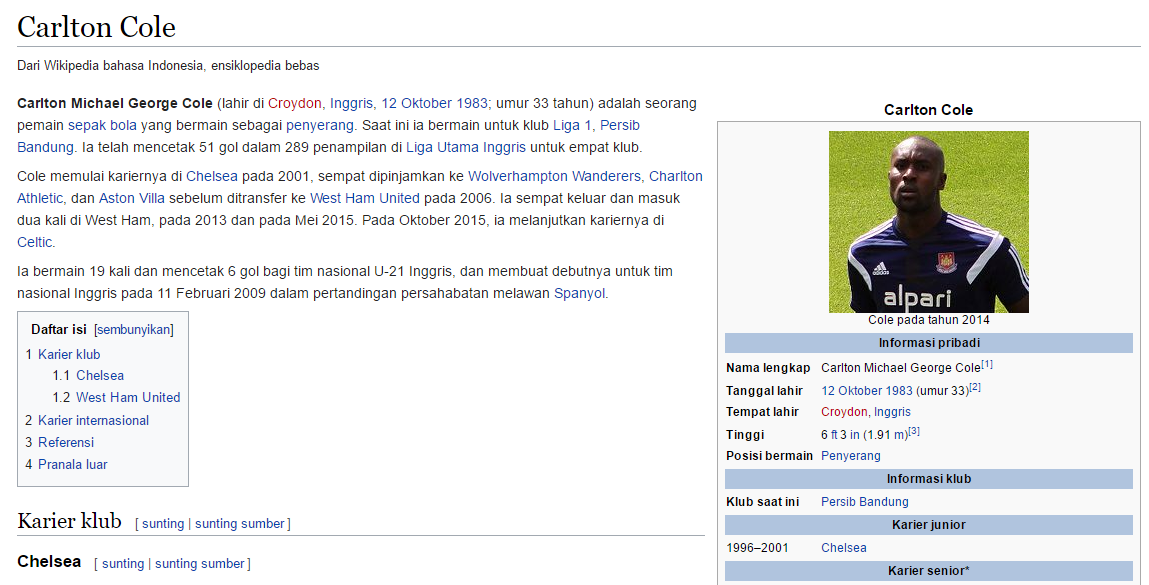 Carlton Cole
Dari Wikipedia bahasa Indonesia, ensiklopedia bebas
Carlton Michael George Cole (lahir di Croydon, Inggris, 12 Oktober 1983; umur 33 tahun) adalah seorang
pemain sepak bola yang bermain sebagai penyerang. Saat ini ia bermain untuk klub Liga 1, Persib
Bandung. Ia telah mencetak 51 gol dalam 289 penampilan di Liga Utama Inggris untuk empat klub.
Cole memulai kariernya di Chelsea pada 2001, sempat dipinjamkan ke Wolverhampton Wanderers, Charlton
Athletic, dan Aston Villa sebelum ditransfer ke West Ham United pada 2006. Ia sempat keluar dan masuk
dua kali di West Ham, pada 2013 dan pada Mei 2015. Pada Oktober 2015, ia melanjutkan kariernya di
Celtic.
Ia bermain 19 kali dan mencetak 6 gol bagi tim nasional U-21 Inggris, dan membuat debutnya untuk tim
nasional Inggris pada 11 Februari 2009 dalam pertandingan persahabatan melawan Spanyol.
Daftar isi [sembunyikan]
1 Karier klub
1.1 Chelsea
1.2 West Ham United
2 Karier internasional
3 Referensi
4 Pranala luar
Karier klub [ sunting | sunting sumber ]
Chelsea [ sunting | sunting sumber ]
Carlton Cole
adidas
alpari
Cole pada tahun 2014
Informasi pribadi
Nama lengkap Carlton Michael George Cole[1]
Tanggal lahir 12 Oktober 1983 (umur 33)[2]
Tempat lahir Croydon, Inggris
Tinggi 6 ft 3 in (1.91 m)[3]
Posisi bermain Penyerang
Informasi klub
Klub saat ini Persib Bandung
Karier junior
1996–2001 Chelsea
Karier senior*